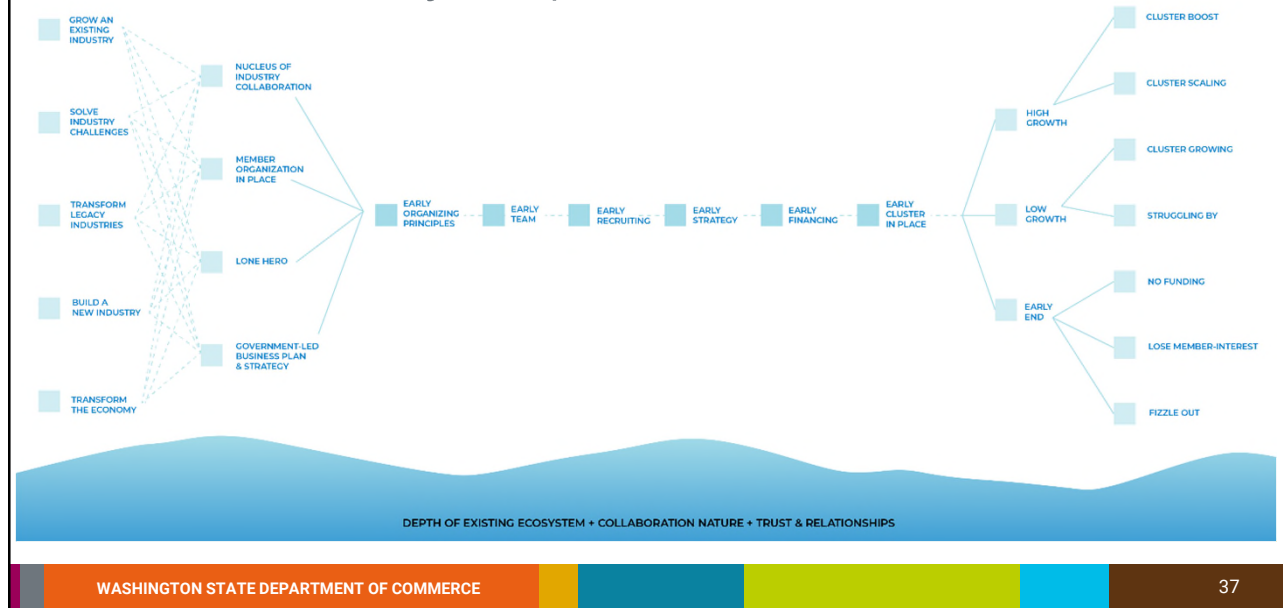 GROW AN
EXISTING
INDUSTRY
SOLVE
INDUSTRY
CHALLENGES
TRANSFORM
LEGACY
INDUSTRIES
BUILD A
NEW INDUSTRY
TRANSFORM
THE ECONOMY
NUCLEUS OF
INDUSTRY
COLLABORATION
MEMBER
ORGANIZATION
IN PLACE
LONE HERO
GOVERNMENT-LED
BUSINESS PLAN
& STRATEGY
EARLY
ORGANIZING
PRINCIPLES
EARLY
TEAM
EARLY
RECRUITING
EARLY
STRATEGY
EARLY
FINANCING
EARLY
CLUSTER
IN PLACE
HIGH
GROWTH
LOW
GROWTH
EARLY
END
CLUSTER BOOST
CLUSTER SCALING
CLUSTER GROWING
STRUGGLING BY
NO FUNDING
LOSE MEMBER-INTEREST
FIZZLE OUT
DEPTH OF EXISTING ECOSYSTEM + COLLABORATION NATURE + TRUST & RELATIONSHIPS
WASHINGTON STATE DEPARTMENT OF COMMERCE
37